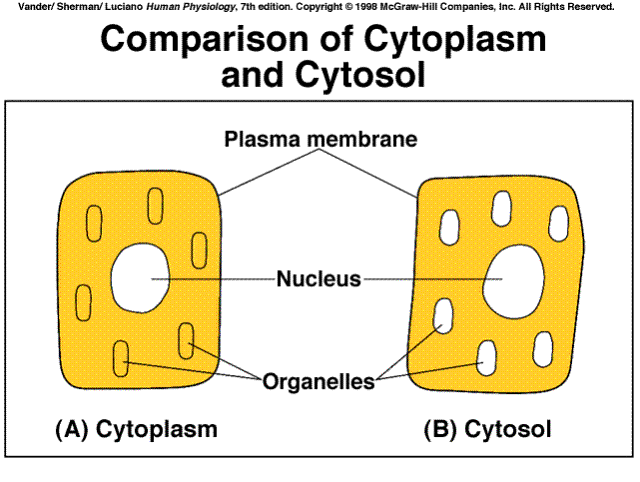 Vander/ Sherman/ Luciano Human Physiology, 7th edition. Copyright © 1998 McGraw-Hill Companies, Inc. All Rights Reserved.
Comparison of Cytoplasm
and Cytosol
Plasma membrane
Nucleus
Organelles
(A) Cytoplasm
(B) Cytosol